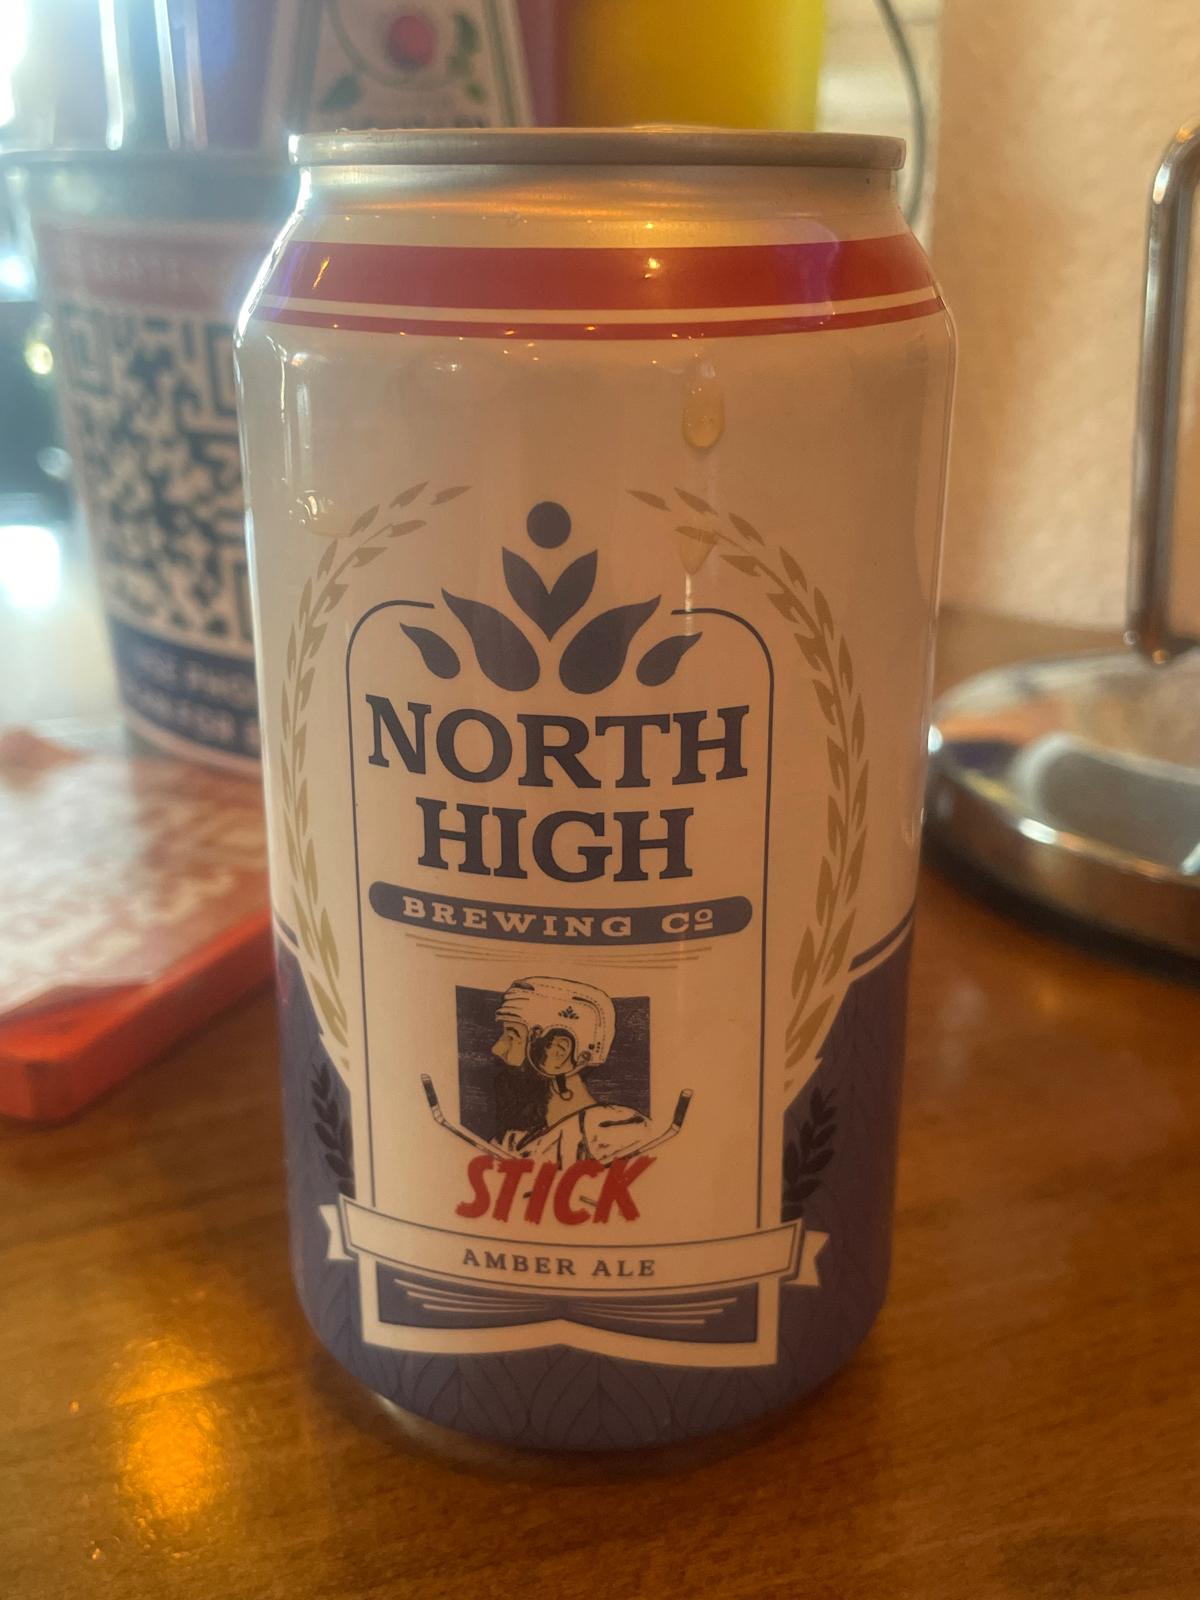 NORTH
HIGH
BREWING Cº
STICK
AMBER ALE